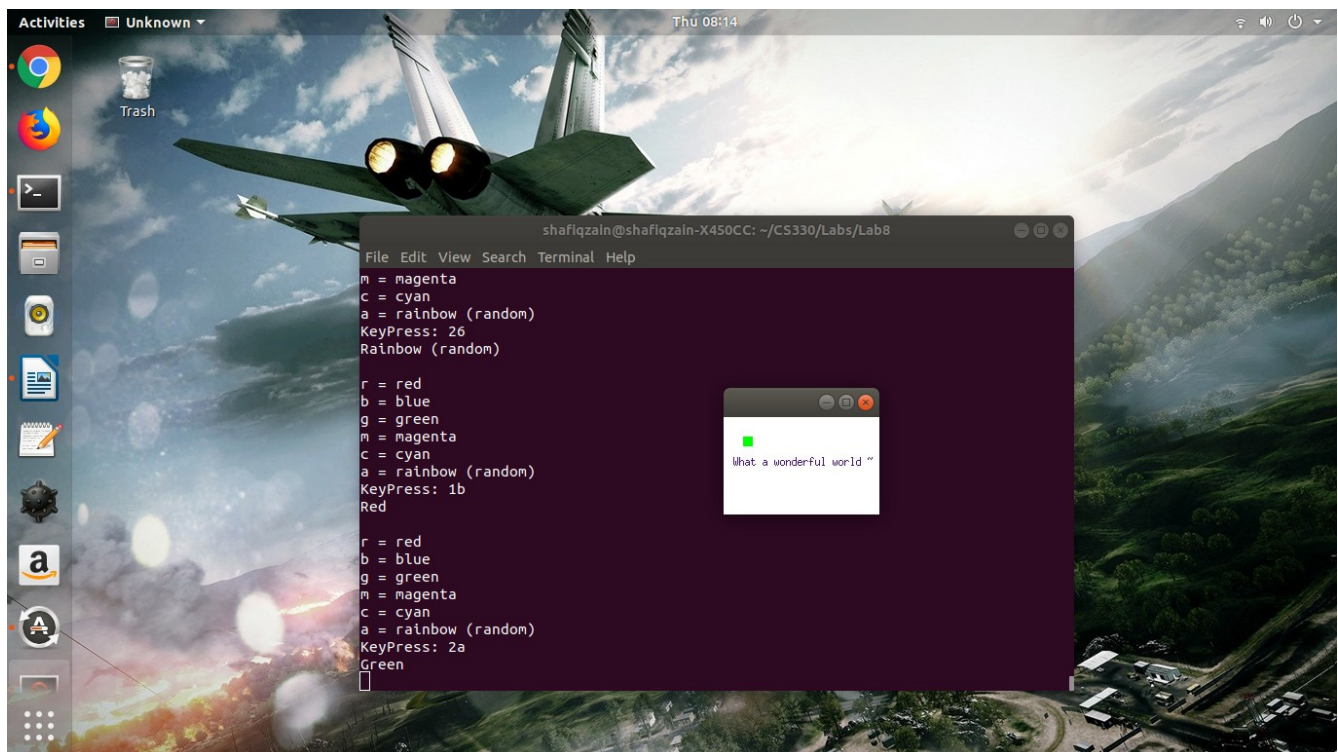 Activities Unknown Thu 08:14
Trash
shafiqzain@shafiqzain-X450CC: ~/CS330/Labs/Lab8
File Edit View Search Terminal Help
m = magenta
c = cyan
a = rainbow (random)
KeyPress: 26
Rainbow (random)
r = red
b = blue
g = green
m = magenta
c = cyan
a = rainbow (random)
KeyPress: 1b
Red
r = red
b = blue
g = green
m = magenta
c = cyan
a = rainbow (random)
KeyPress: 2a
Green
What a wonderful world ~